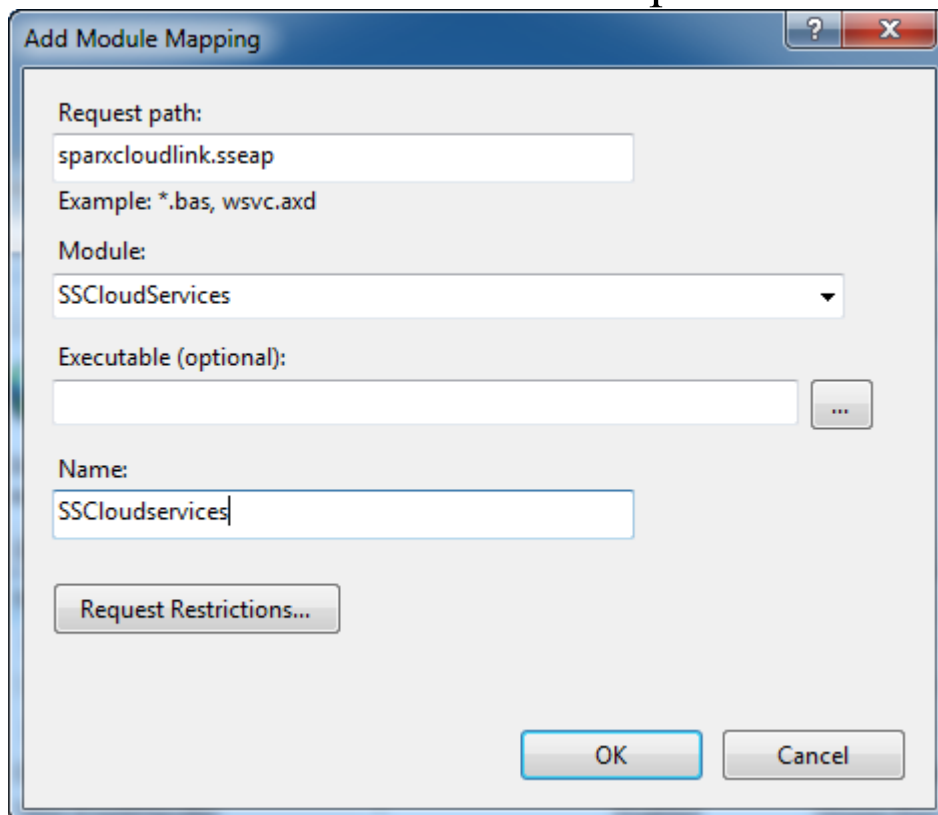 Add Module Mapping
Request path:
sparxcloudlink.sseap
Example: *.bas, wsvc.axd
Module:
SSCloudServices
Executable (optional):
...
Name:
SSCloudservices
Request Restrictions...
OK Cancel